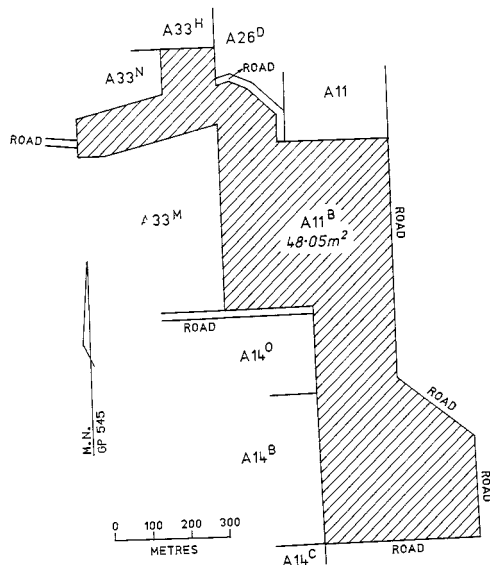 A33H
A26D
A33N
ROAD
A11
ROAD
A33M
A11B
48·05m2
ROAD
ROAD
A14O
ROAD
M.N.
GP 545
A14B
ROAD
0 100 200 300
METRES
ROAD
A14C